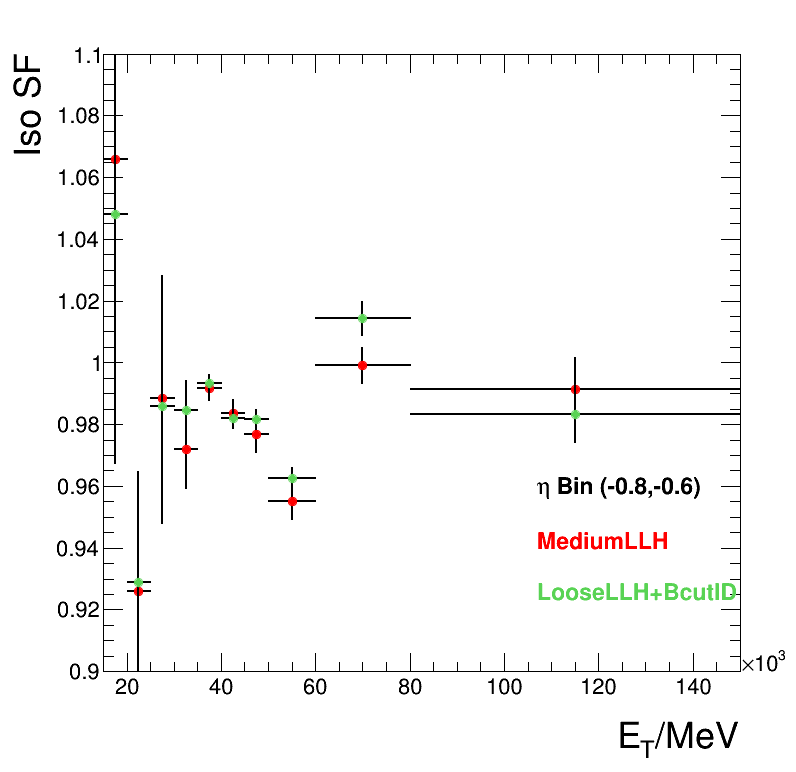 Iso SF
1.1
1.08
1.06
1.04
1.02
1
0.98
0.96
0.94
0.92
0.9
η Bin (-0.8,-0.6)
MediumLLH
LooseLLH+BcutID
20 40 60 80 100 120 140 ×10³
E_T/MeV